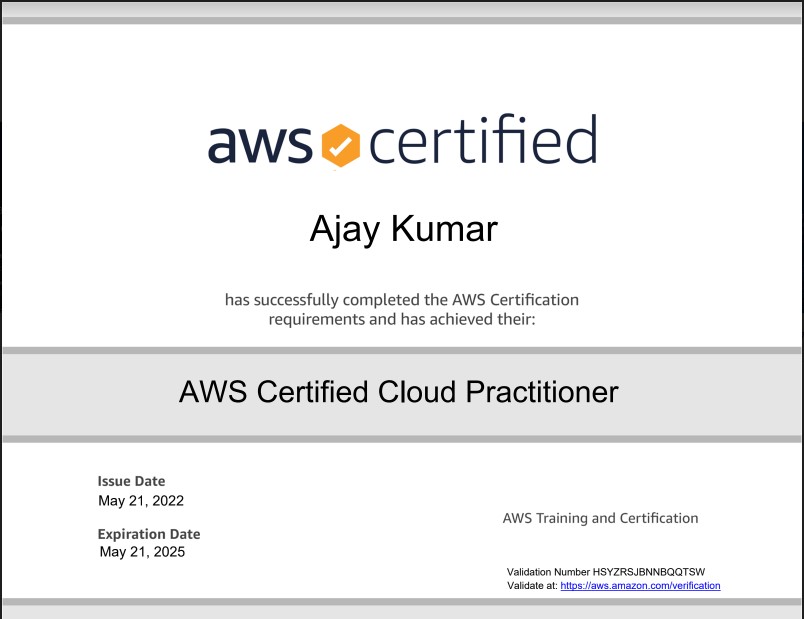 aws certified
Ajay Kumar
has successfully completed the AWS Certification
requirements and has achieved their:
AWS Certified Cloud Practitioner
Issue Date
May 21, 2022
Expiration Date
May 21, 2025
AWS Training and Certification
Validation Number HSYZRSJBNNBQQTSW
Validate at: https://aws.amazon.com/verification